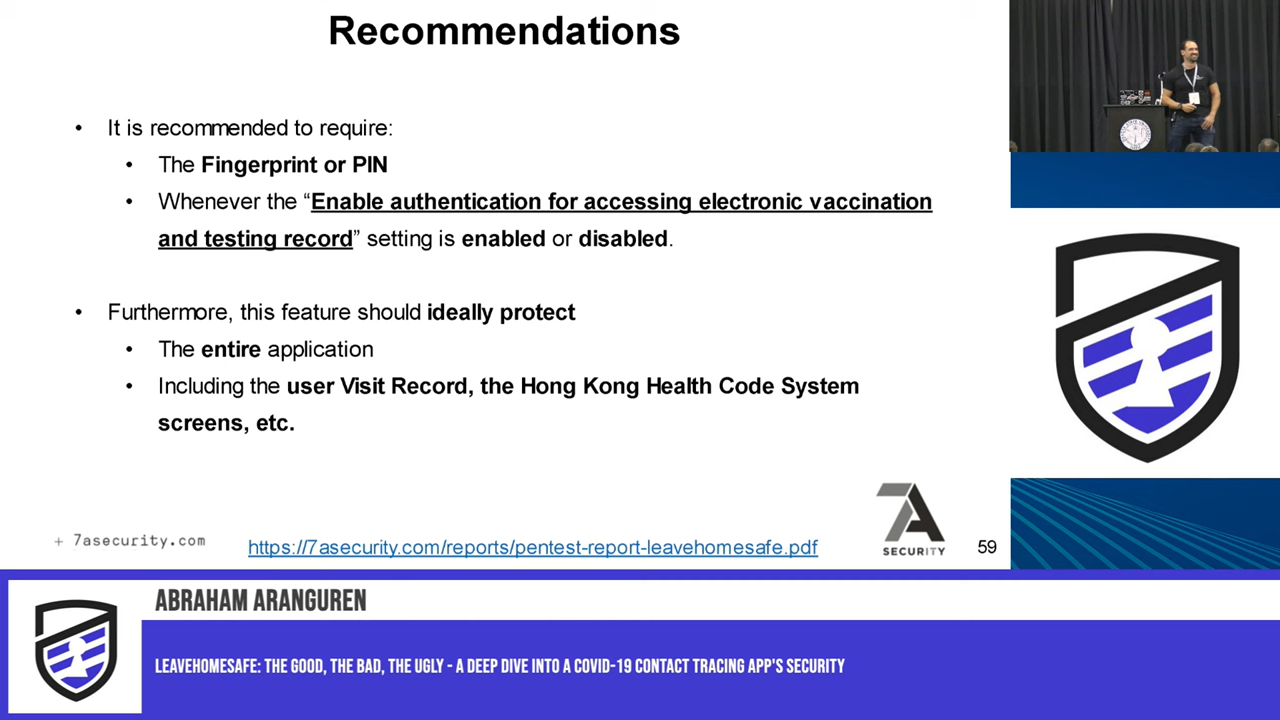 Recommendations
• It is recommended to require:
• The Fingerprint or PIN
• Whenever the “Enable authentication for accessing electronic vaccination
and testing record” setting is enabled or disabled.
• Furthermore, this feature should ideally protect
• The entire application
• Including the user Visit Record, the Hong Kong Health Code System
screens, etc.
+ 7asecurity.com
https://7asecurity.com/reports/pentest-report-leavehomesafe.pdf
7A
SECURITY
59
ABRAHAM ARANGUREN
LEAVEHOMESAFE: THE GOOD, THE BAD, THE UGLY - A DEEP DIVE INTO A COVID-19 CONTACT TRACING APP'S SECURITY